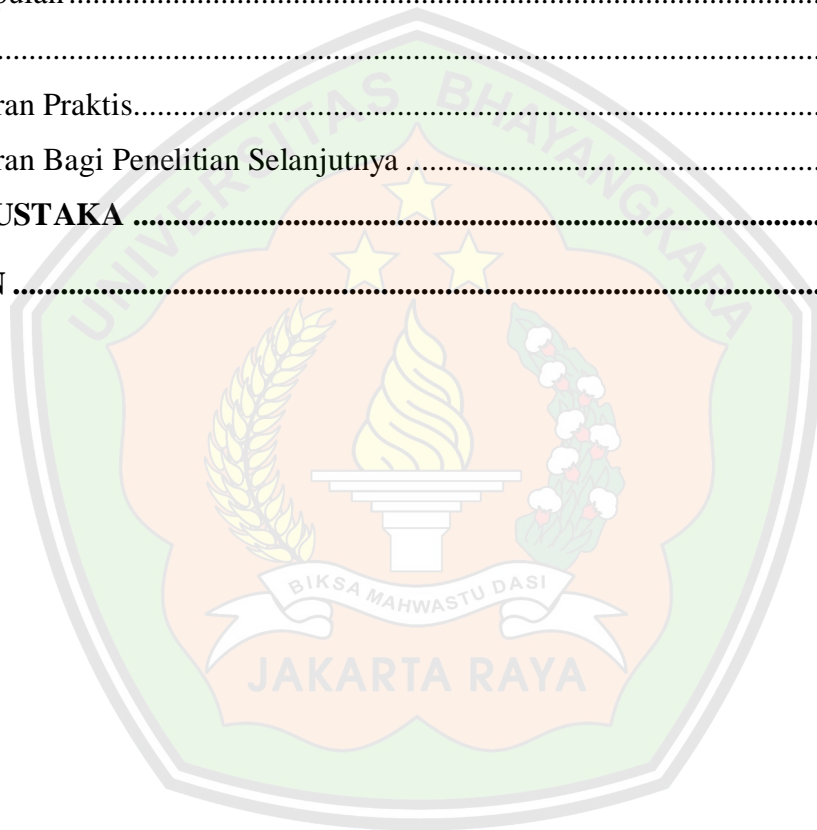 ran Praktis..........................................................................................
ran Bagi Penelitian Selanjutnya ....................................................
USTAKA ..........................................................................................
N ..........................................................................................
UNIVERSITAS BHAYANGKARA
BIKSA MAHWASTU DASI
JAKARTA RAYA